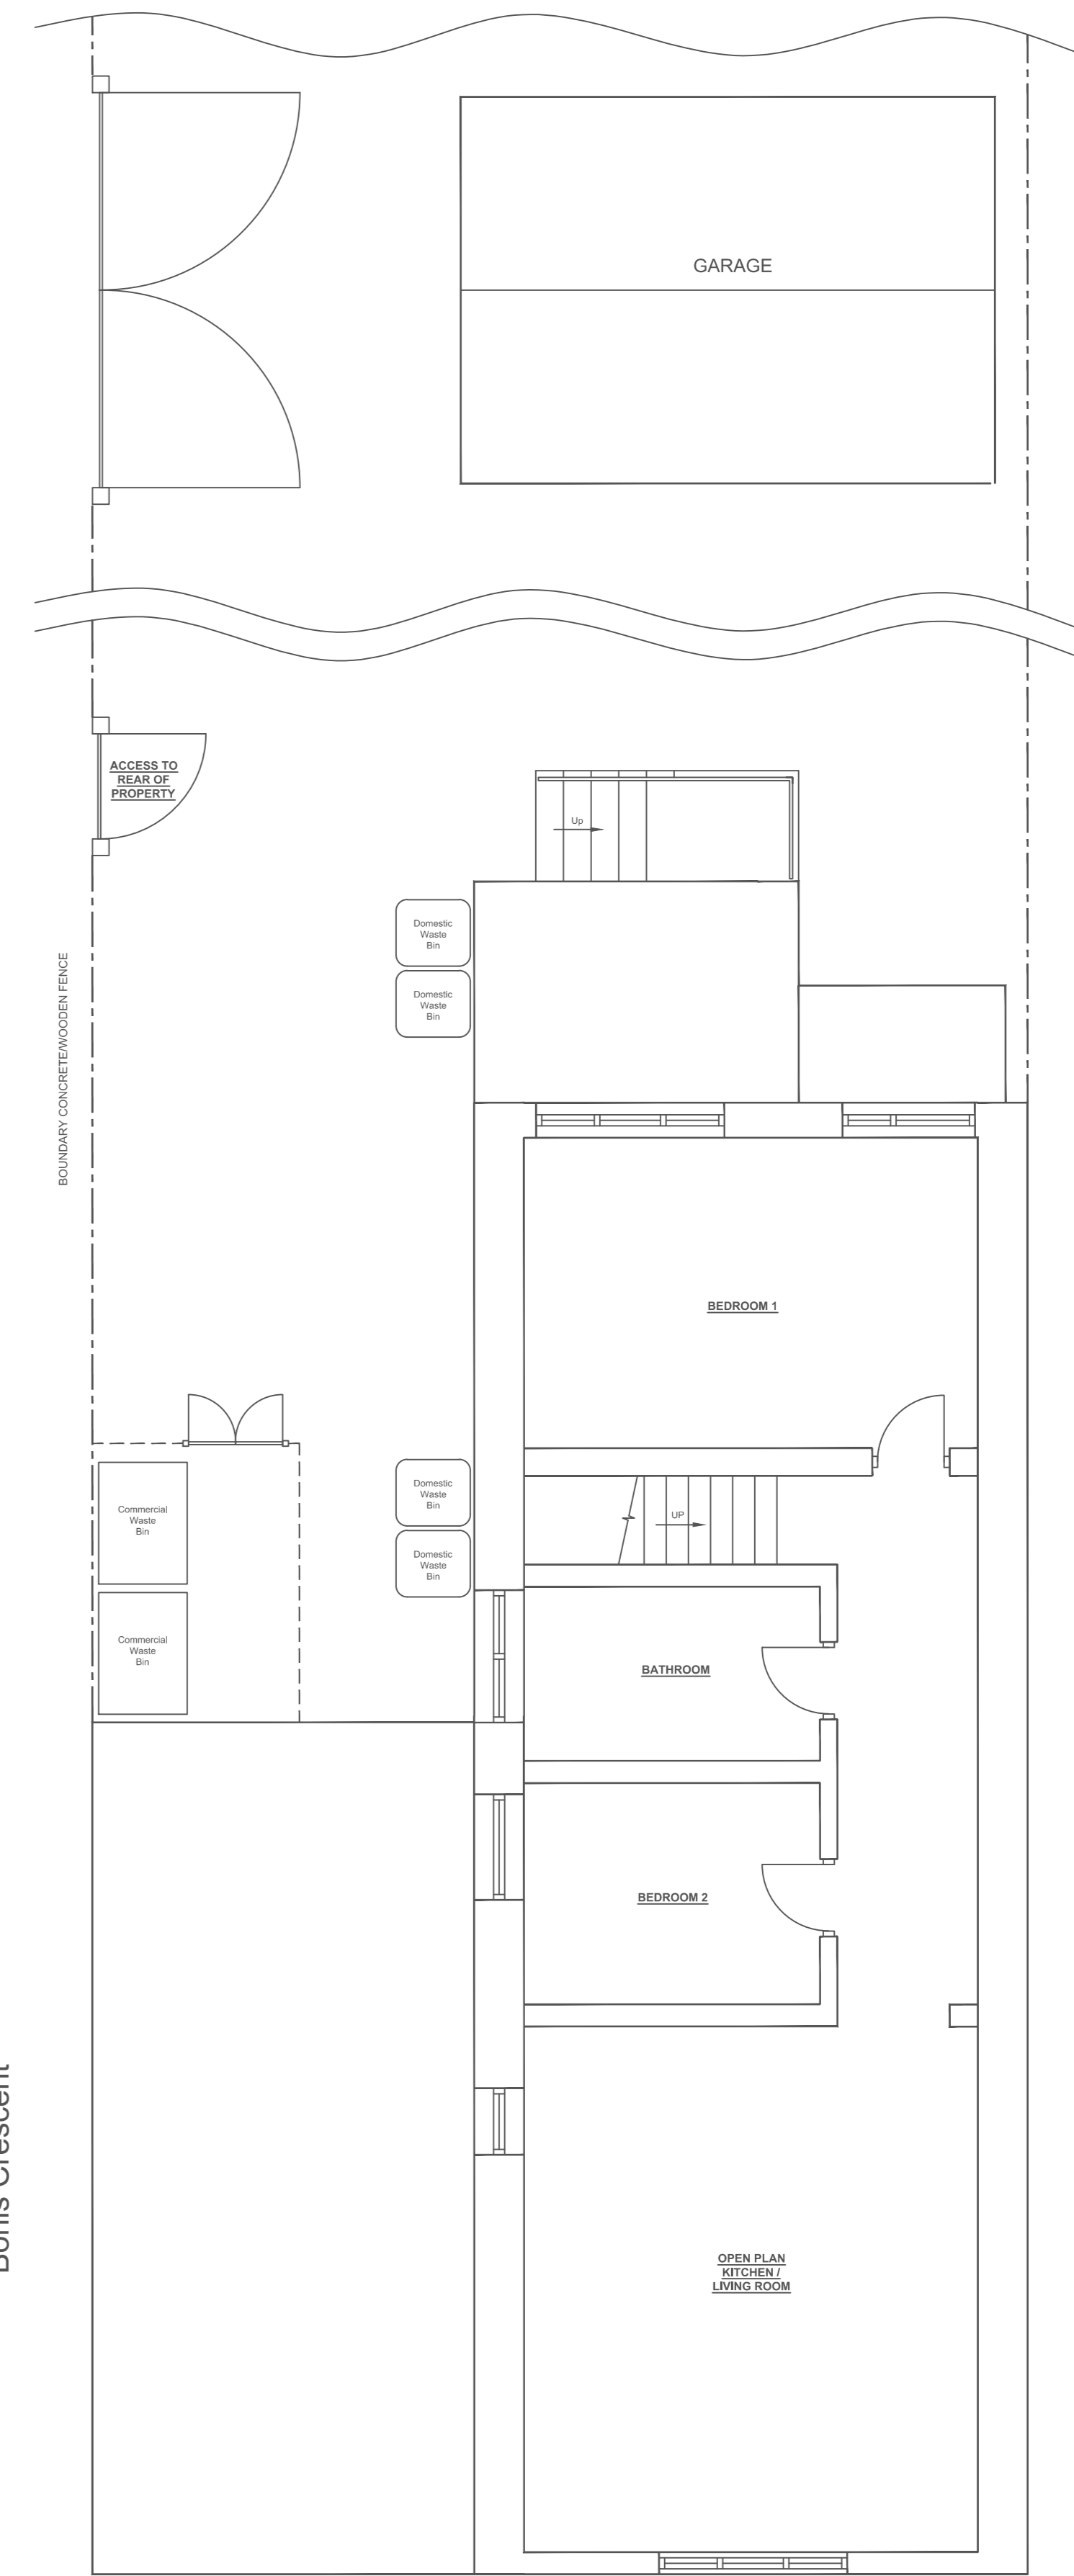 GARAGE
ACCESS TO
REAR OF
PROPERTY
Up
Domestic
Waste
Bin
Domestic
Waste
Bin
BOUNDARY CONCRETE/WOODEN FENCE
BEDROOM 1
Commercial
Waste
Bin
Domestic
Waste
Bin
UP
Domestic
Waste
Bin
Commercial
Waste
Bin
BATHROOM
BEDROOM 2
Bonis Crescent
OPEN PLAN
KITCHEN /
LIVING ROOM